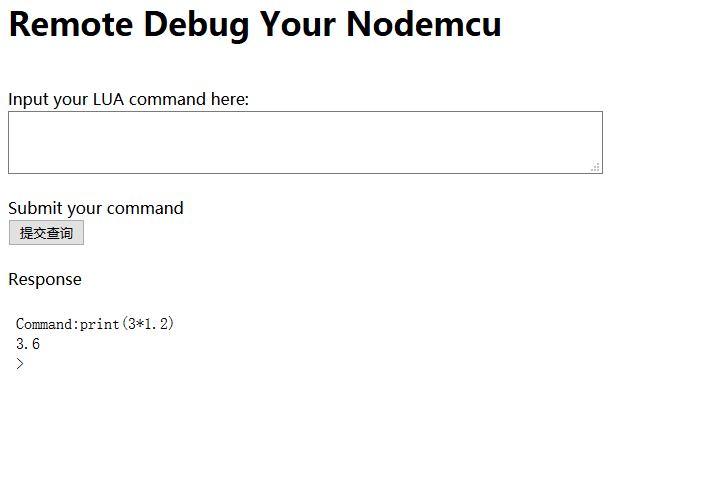 Remote Debug Your Nodemcu
Input your LUA command here:
Submit your command
提交查询
Response
Command:print(3*1.2)
3.6
>